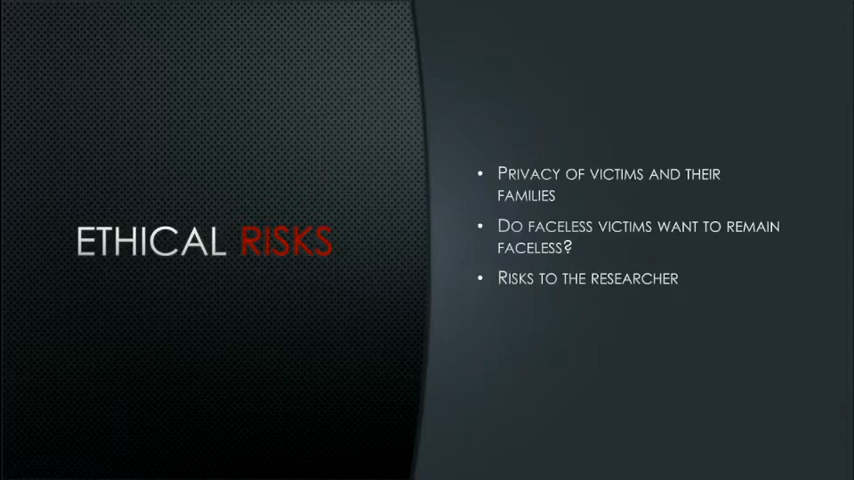 ETHICAL RISKS
• PRIVACY OF VICTIMS AND THEIR
FAMILIES
• DO FACELESS VICTIMS WANT TO REMAIN
FACELESS?
• RISKS TO THE RESEARCHER